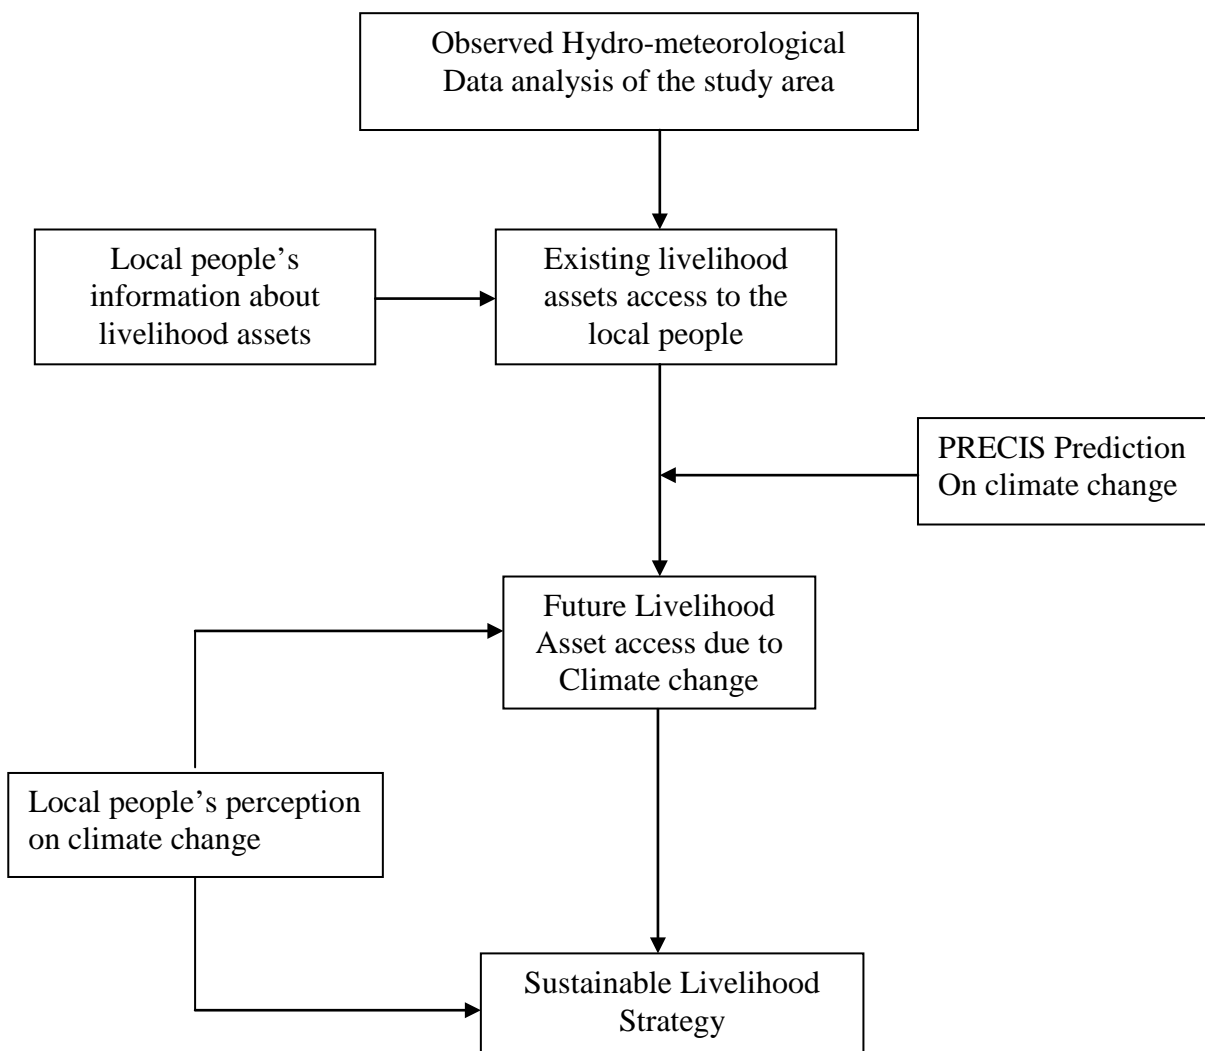 Observed Hydro-meteorological
Data analysis of the study area
Local people’s
information about
livelihood assets
Existing livelihood
assets access to the
local people
PRECIS Prediction
On climate change
Future Livelihood
Asset access due to
Climate change
Local people’s perception
on climate change
Sustainable Livelihood
Strategy